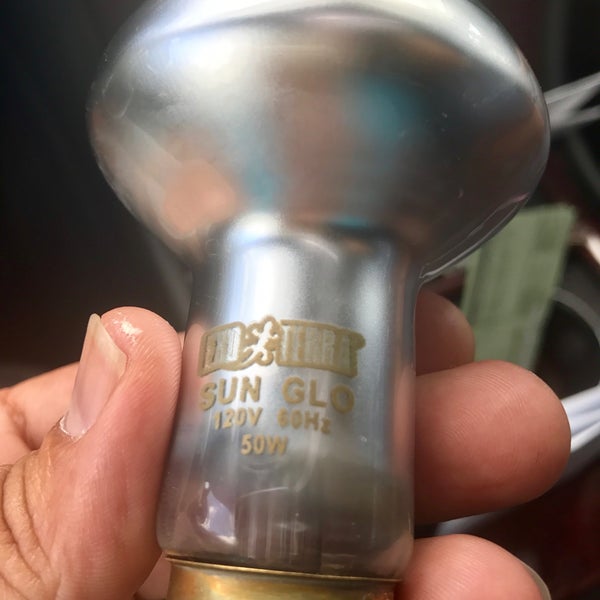 EXO TERRA®
SUN GLO
120V 60Hz
50W